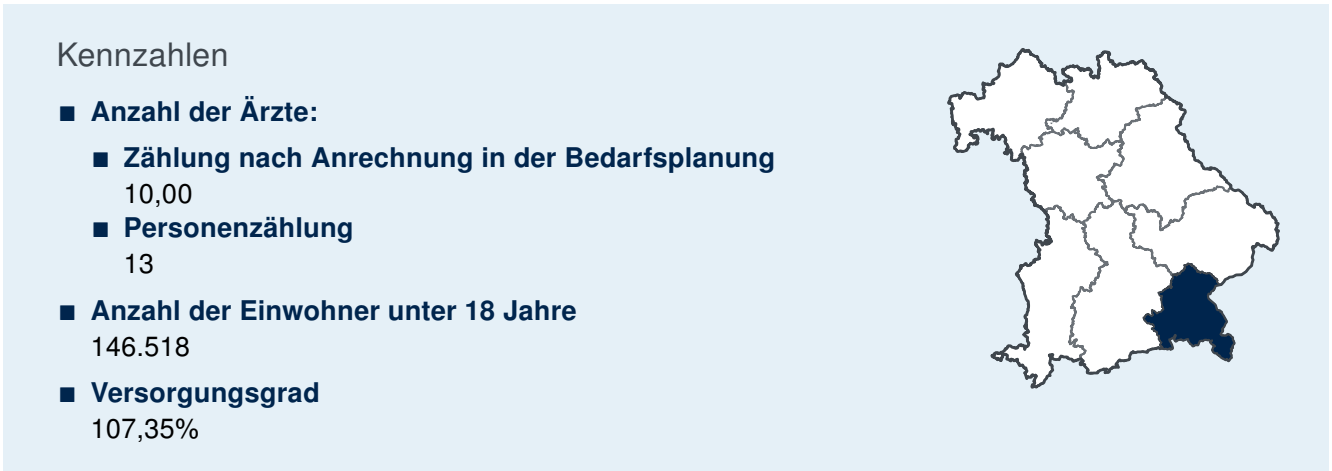 Kennzahlen
■ Anzahl der Ärzte:
■ Zählung nach Anrechnung in der Bedarfsplanung
10,00
■ Personenzählung
13
■ Anzahl der Einwohner unter 18 Jahre
146.518
■ Versorgungsgrad
107,35%